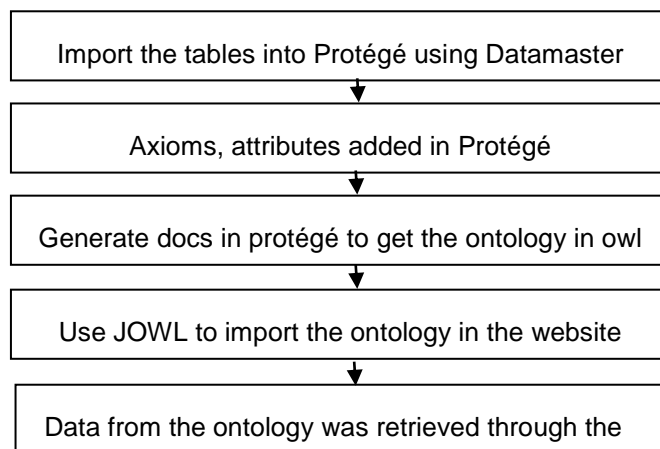 Import the tables into Protégé using Datamaster
Axioms, attributes added in Protégé
Generate docs in protégé to get the ontology in owl
Use JOWL to import the ontology in the website
Data from the ontology was retrieved through the